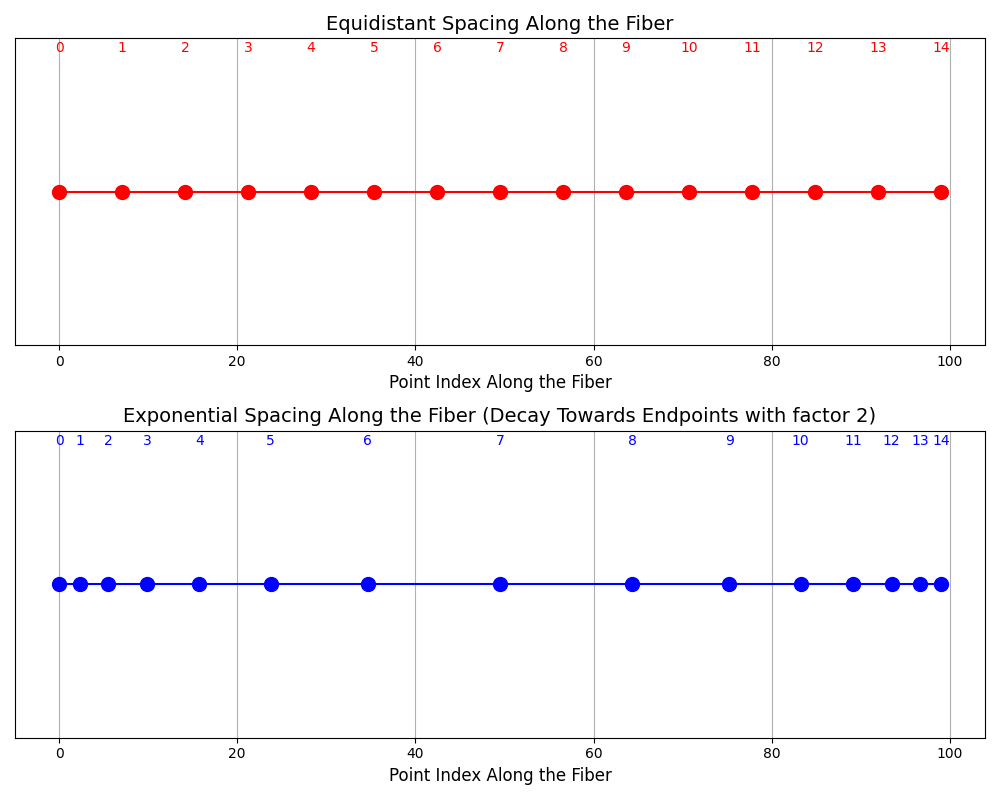 Equidistant Spacing Along the Fiber
0 1 2 3 4 5 6 7 8 9 10 11 12 13 14
0 20 40 60 80 100
Point Index Along the Fiber
Exponential Spacing Along the Fiber (Decay Towards Endpoints with factor 2)
0 1 2 3 4 5 6 7 8 9 10 11 12 13 14
0 20 40 60 80 100
Point Index Along the Fiber